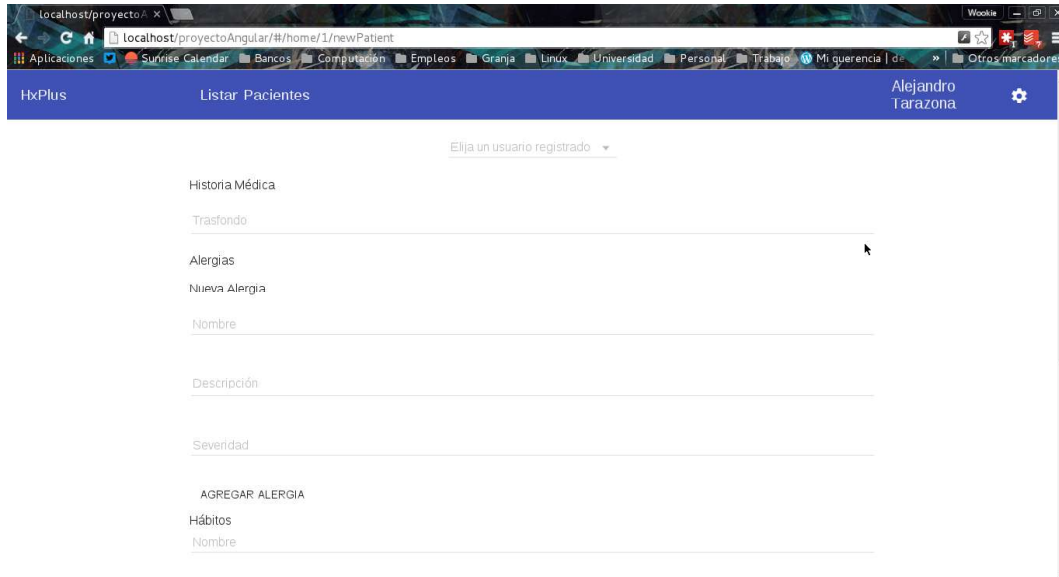 localhost/proyectoA
Wookie
localhost/proyectoAngular/#/home/1/newPatient
1
7
Aplicaciones Sunrise Calendar Bancos Computación Empleos Granja Linux Universidad Personal Trabajo Mi querencia | de » Otros marcadores
HxPlus Listar Pacientes Alejandro
Tarazona
Elija un usuario registrado
Historia Médica
Trasfondo
Alergias
Nueva Alergia
Nombre
Descripción
Severidad
AGREGAR ALERGIA
Hábitos
Nombre